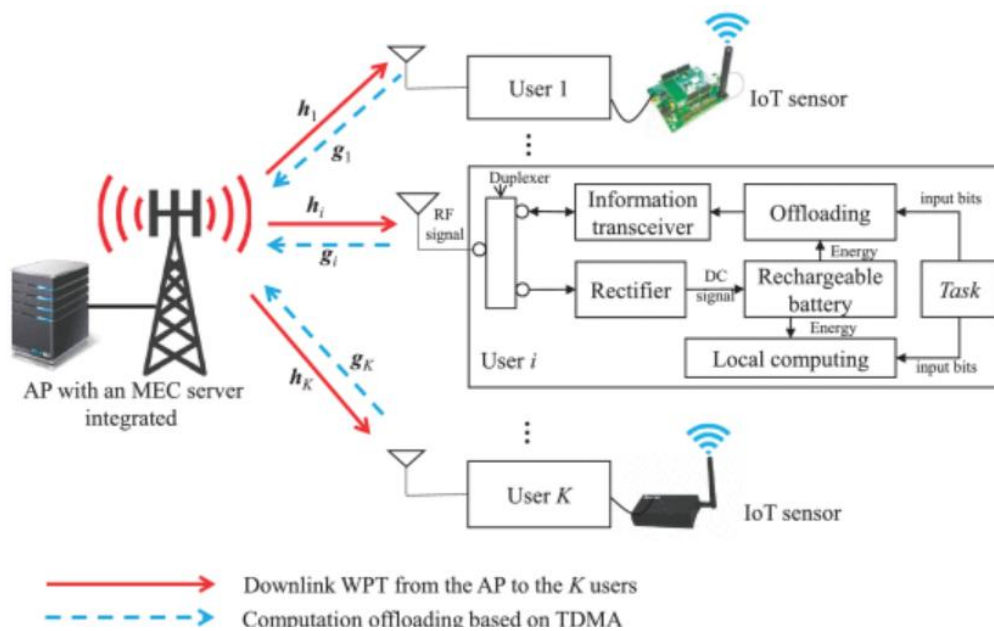 h1
g1
User 1
IoT sensor
Duplexer
RF
signal
hi
gi
Information
transceiver
Offloading
input bits
Energy
Rectifier
DC
signal
Rechargeable
battery
Task
Energy
User i
Local computing
input bits
AP with an MEC server
integrated
gK
hK
User K
IoT sensor
Downlink WPT from the AP to the K users
Computation offloading based on TDMA